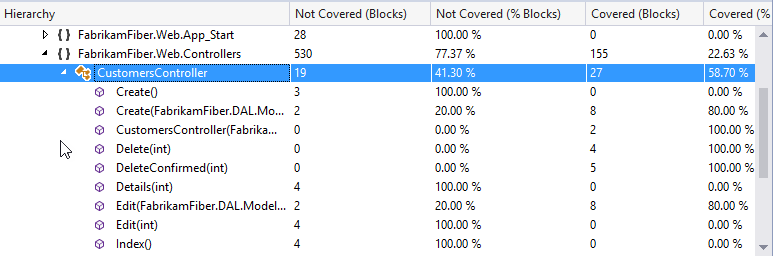 Hierarchy Not Covered (Blocks) Not Covered (% Blocks) Covered (Blocks) Covered (%
FabrikamFiber.Web.App_Start 28 100.00 % 0 0.00 %
FabrikamFiber.Web.Controllers 530 77.37 % 155 22.63 %
CustomersController 19 41.30 % 27 58.70 %
Create() 3 100.00 % 0 0.00 %
Create(FabrikamFiber.DAL.Mo... 2 20.00 % 8 80.00 %
CustomersController(Fabrika... 0 0.00 % 2 100.00 %
Delete(int) 0 0.00 % 4 100.00 %
DeleteConfirmed(int) 0 0.00 % 5 100.00 %
Details(int) 4 100.00 % 0 0.00 %
Edit(FabrikamFiber.DAL.Model... 2 20.00 % 8 80.00 %
Edit(int) 4 100.00 % 0 0.00 %
Index() 4 100.00 % 0 0.00 %